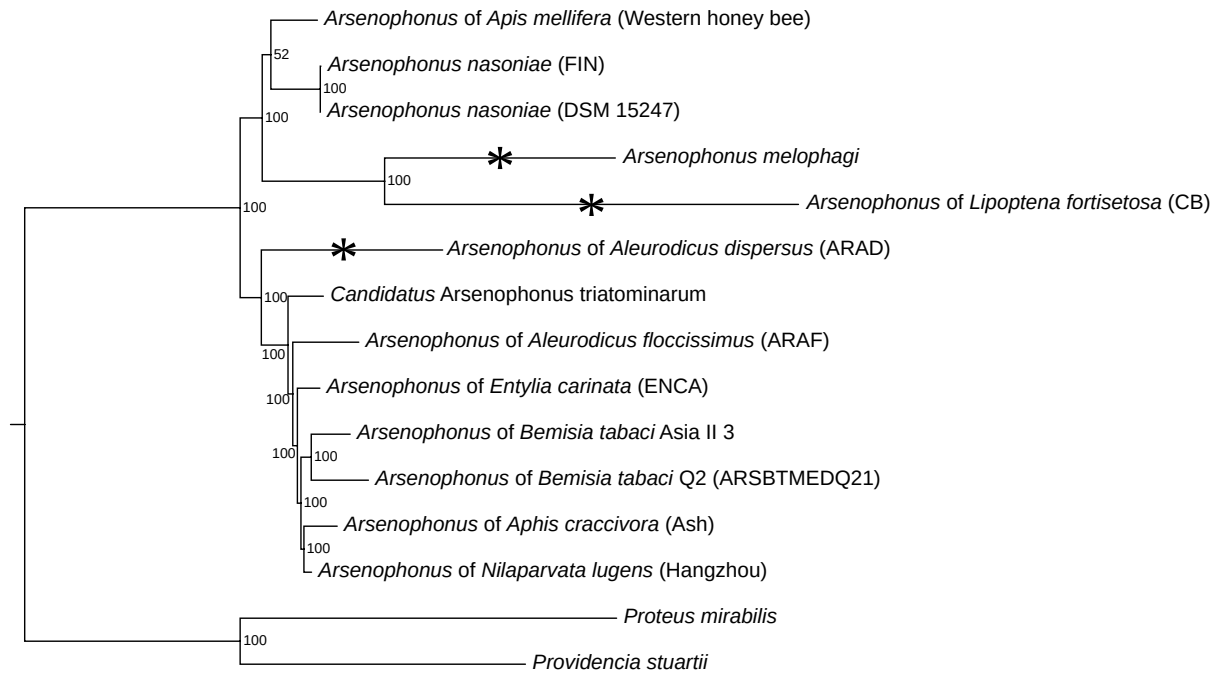 Arsenophonus of Apis mellifera (Western honey bee)
52
Arsenophonus nasoniae (FIN)
100
Arsenophonus nasoniae (DSM 15247)
100
Arsenophonus melophagi
*
100
Arsenophonus of Lipoptena fortisetosa (CB)
*
100
Arsenophonus of Aleurodicus dispersus (ARAD)
*
100
Candidatus Arsenophonus triatominarum
Arsenophonus of Aleurodicus floccissimus (ARAF)
100
Arsenophonus of Entylia carinata (ENCA)
100
Arsenophonus of Bemisia tabaci Asia II 3
100
100
Arsenophonus of Bemisia tabaci Q2 (ARSBTMEDQ21)
100
Arsenophonus of Aphis craccivora (Ash)
100
Arsenophonus of Nilaparvata lugens (Hangzhou)
Proteus mirabilis
100
Providencia stuartii